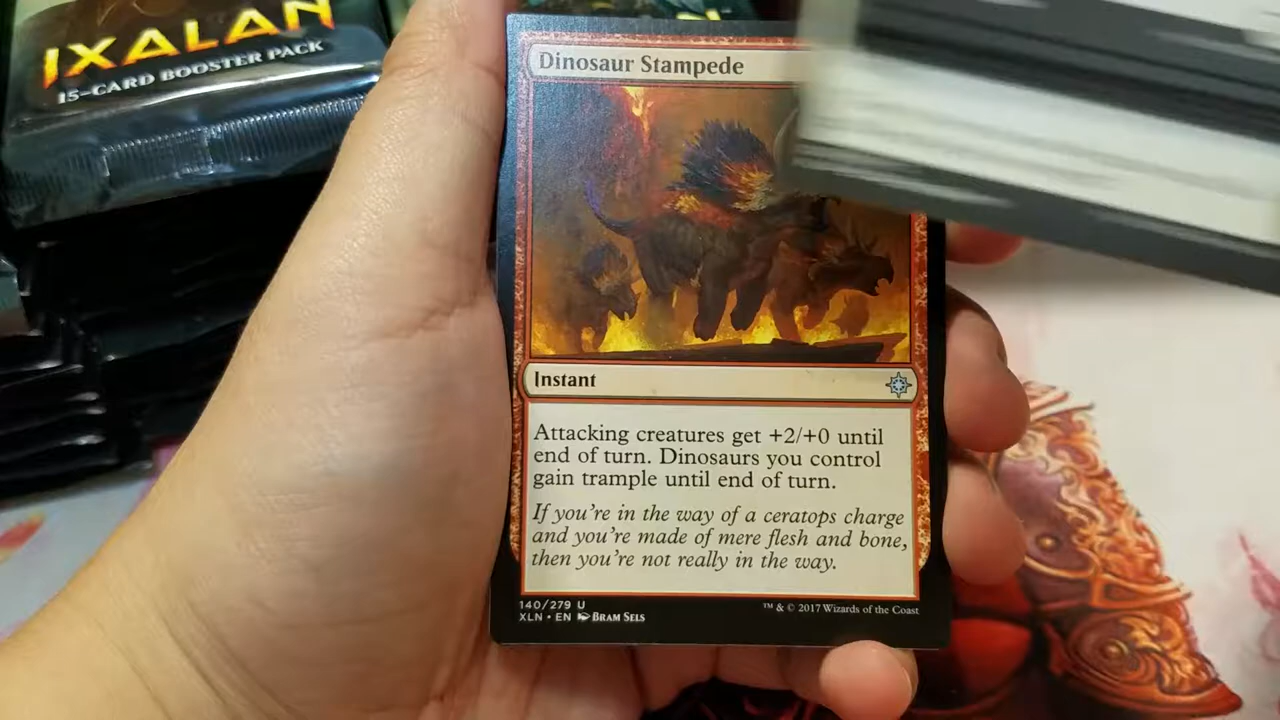 IXALAN
15-CARD BOOSTER PACK
Dinosaur Stampede
Instant
Attacking creatures get +2/+0 until
end of turn. Dinosaurs you control
gain trample until end of turn.
If you're in the way of a ceratops charge
and you're made of mere flesh and bone,
then you're not really in the way.
140/279 U
XLN • EN BRAM SELS
™ & © 2017 Wizards of the Coast